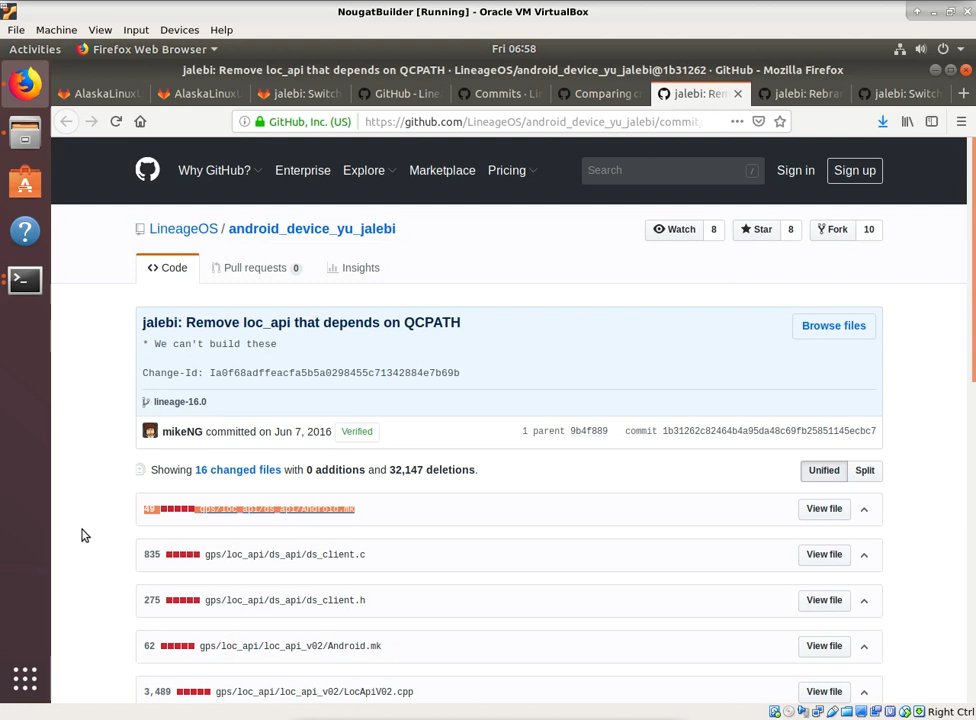 NougatBuilder [Running] - Oracle VM VirtualBox
File Machine View Input Devices Help
Activities Firefox Web Browser Fri 06:58
jalebi: Remove loc_api that depends on QCPATH · LineageOS/android_device_yu_jalebi@1b31262 · GitHub - Mozilla Firefox
AlaskaLinux AlaskaLinux jalebi: Switch GitHub - Line Commits · Li Comparing c jalebi: Rem jalebi: Rebra jalebi: Switch
GitHub, Inc. (US) https://github.com/LineageOS/android_device_yu_jalebi/commit/
Why GitHub? Enterprise Explore Marketplace Pricing Search / Sign in Sign up
LineageOS / android_device_yu_jalebi Watch 8 Star 8 Fork 10
Code Pull requests 0 Insights
jalebi: Remove loc_api that depends on QCPATH Browse files
* We can't build these
Change-Id: Ia0f68adffeacfa5b5a0298455c71342884e7b69b
lineage-16.0
mikeNG committed on Jun 7, 2016 Verified 1 parent 9b4f889 commit 1b31262c82464b4a95da48c69fb25851145ecbc7
Showing 16 changed files with 0 additions and 32,147 deletions. Unified Split
49 gps/loc_api/ds_api/Android.mk View file
835 gps/loc_api/ds_api/ds_client.c View file
275 gps/loc_api/ds_api/ds_client.h View file
62 gps/loc_api/loc_api_v02/Android.mk View file
3,489 gps/loc_api/loc_api_v02/LocApiV02.cpp View file
Right Ctrl